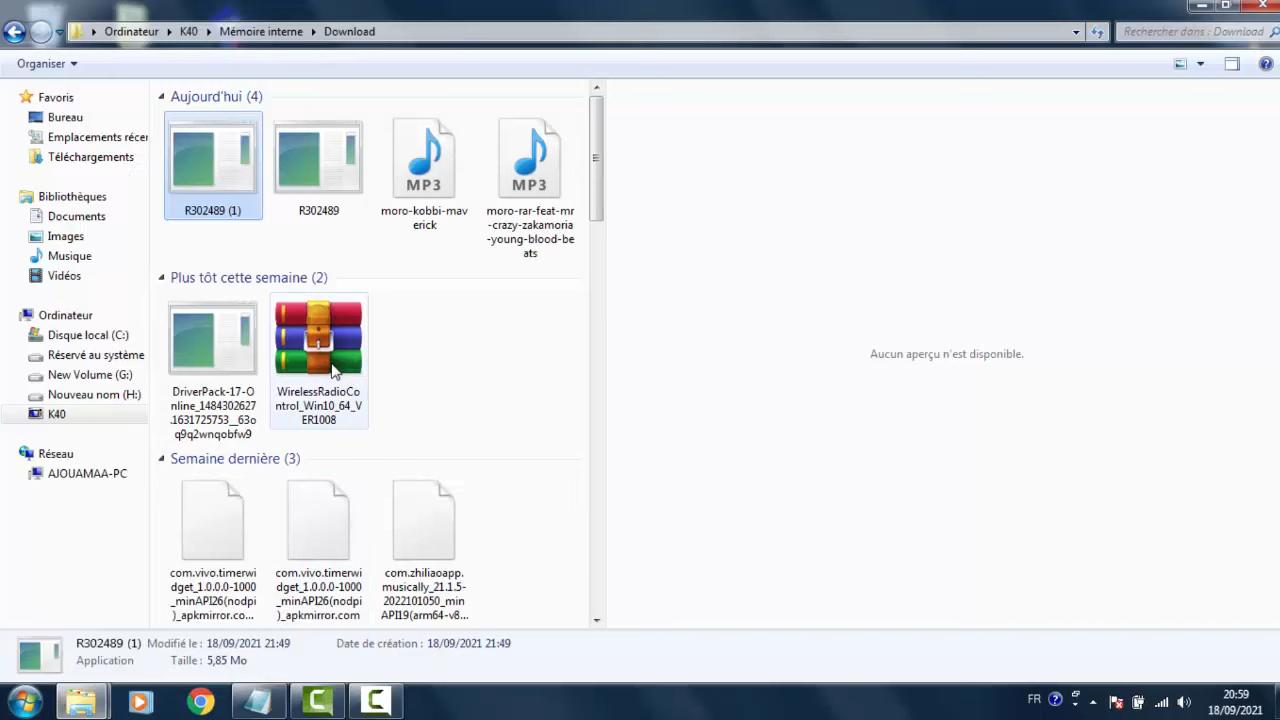 Ordinateur
K40
Mémoire interne
Download
Rechercher dans : Download
Organiser
Favoris
Bureau
Emplacements récer
Téléchargements
Bibliothèques
Documents
Images
Musique
Vidéos
Ordinateur
Disque local (C:)
Réservé au système
New Volume (G:)
Nouveau nom (H:)
K40
Réseau
AJOUAMAA-PC
Aujourd'hui (4)
R302489 (1)
R302489
MP3
moro-kobbi-mav
erick
MP3
moro-rar-feat-mr
-crazy-zakamoria
-young-blood-be
ats
Plus tôt cette semaine (2)
DriverPack-17-O
nline_1484302627
.1631725753__63o
q9q2wnqobfw9
WirelessRadioCo
ntrol_Win10_64_V
ER1008
Semaine dernière (3)
com.vivo.timerwi
dget_1.0.0.0-1000
_minAPI26(nodpi
)_apkmirror.co...
com.vivo.timerwi
dget_1.0.0.0-1000
_minAPI26(nodpi
)_apkmirror.com
com.zhiliaoapp.
musically_21.1.5-
2022101050_min
API19(arm64-v8...
Aucun aperçu n'est disponible.
R302489 (1) Modifié le : 18/09/2021 21:49 Date de création : 18/09/2021 21:49
Application Taille : 5,85 Mo
FR
20:59
18/09/2021